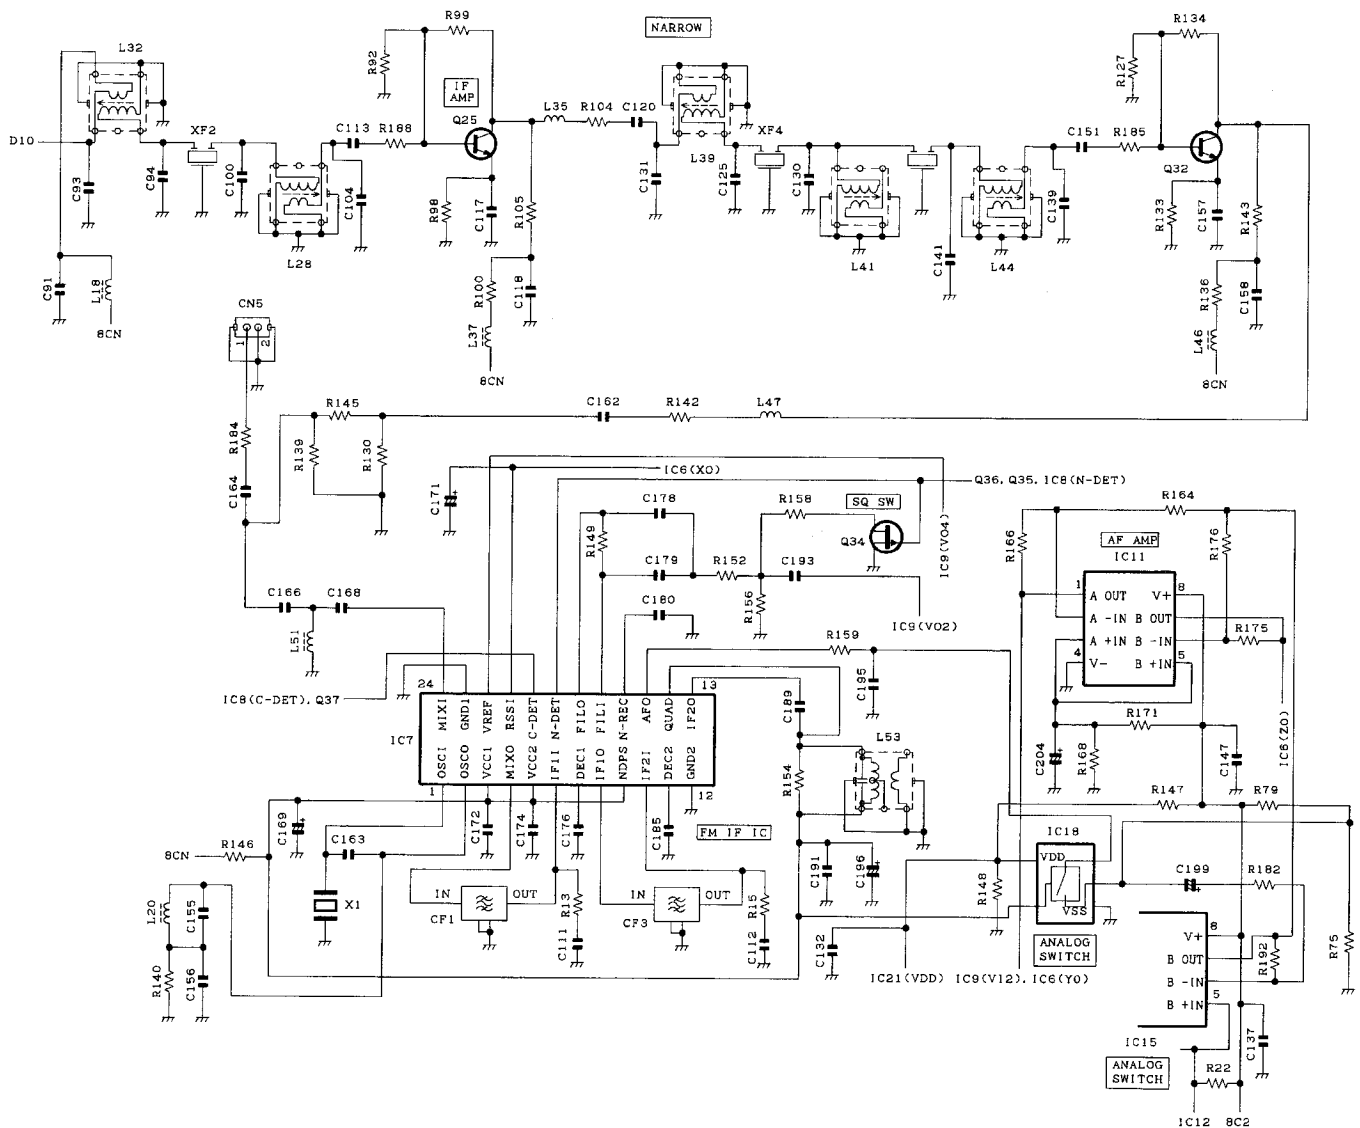 R99
R134
NARROW
L32
R92
R127
IF
AMP
L35 R104 C120
XF2
C113 R188
Q25
XF4
C151 R185
D10
L39
Q32
C93
C94
C100
C104
R98
C117
R105
C131
C125
C130
C139
R133
C157
R143
L28
L41
C141
L44
C91
L18
R100
C118
R136
C158
CN5
8CN
1 2
L37
L46
8CN
8CN
R145
C162
R142
L47
R184
R139
R130
IC6(XO)
C164
C171
Q36, Q35, IC8(N-DET)
C178
R158
SQ SW
R164
R149
Q34
IC9(VO4)
R166
AF AMP
IC11
R176
C179
R152
C193
1
A OUT
V+
8
C166
C168
C180
R156
A -IN
B OUT
IC9(VO2)
A +IN
B -IN
R175
L51
R159
4
V-
B +IN
5
IC8(C-DET), Q37
24
13
C195
C189
IC7
MIXI
GND1
VREF
RSSI
C-DET
N-DET
FILO
FILI
N-REC
AFO
QUAD
IF2O
L53
R171
OSCI
OSCO
VCC1
MIXO
VCC2
IF1I
DEC1
IF1O
NDPS
IF2I
DEC2
GND2
R154
C204
R168
C147
IC6(ZO)
1
12
R147
R79
C169
C172
C174
C176
C185
FM IF IC
IC18
8CN
R146
C163
C191
C196
VDD
VSS
R148
C199
R182
L20
C155
X1
IN
OUT
CF1
R13
IN
OUT
CF3
R15
R140
C156
C111
C112
C132
ANALOG
SWITCH
V+
8
B OUT
B -IN
B +IN
5
R192
R75
IC21(VDD) IC9(VI2), IC6(YO)
IC15
C137
ANALOG
SWITCH
R22
IC12 8C2